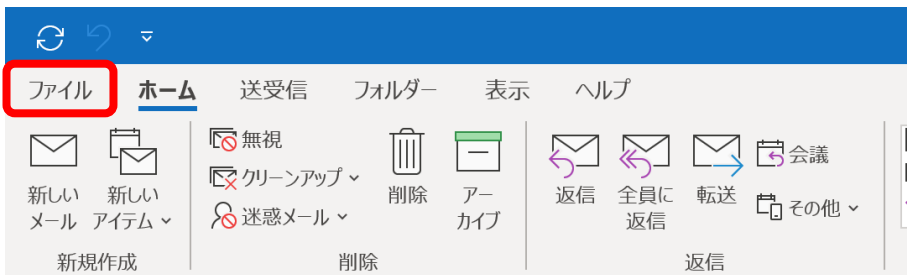 ファイル ホーム 送受信 フォルダー 表示 ヘルプ
新しい
メール
新しい
アイテム
無視
クリーンアップ
迷惑メール
削除
アー
カイブ
返信
全員に
返信
転送
会議
その他
新規作成 削除 返信